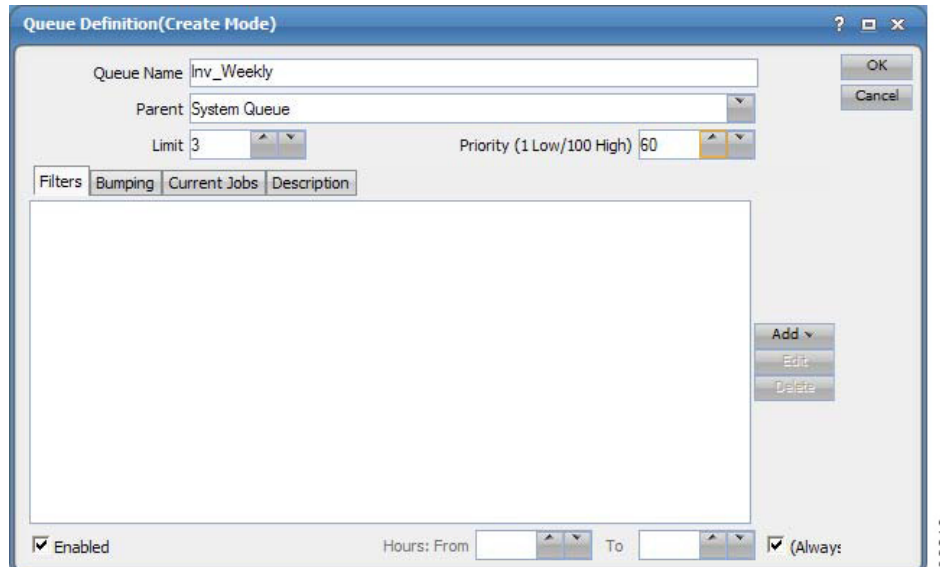 Queue Definition(Create Mode)
?
OK
Cancel
Queue Name Inv_Weekly
Parent System Queue
Limit 3
Priority (1 Low/100 High) 60
Filters Bumping Current Jobs Description
Add
Edit
Delete
Enabled
Hours: From
To
(Always